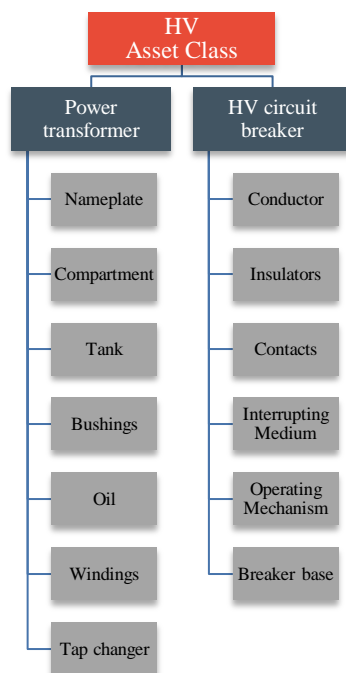 HV
Asset Class
Power
transformer
Nameplate
Compartment
Tank
Bushings
Oil
Windings
Tap changer
HV circuit
breaker
Conductor
Insulators
Contacts
Interrupting
Medium
Operating
Mechanism
Breaker base